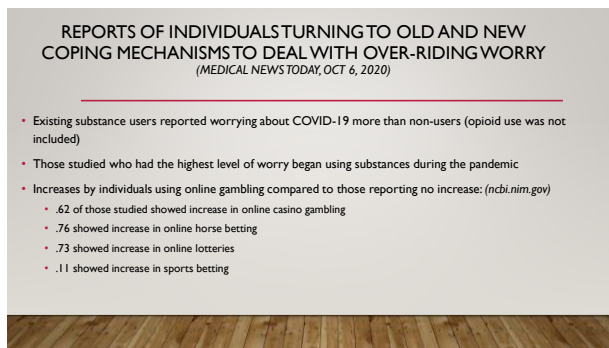 REPORTS OF INDIVIDUALS TURNING TO OLD AND NEW
COPING MECHANISMS TO DEAL WITH OVER-RIDING WORRY
(MEDICAL NEWS TODAY, OCT 6, 2020)
• Existing substance users reported worrying about COVID-19 more than non-users (opioid use was not
included)
• Those studied who had the highest level of worry began using substances during the pandemic
• Increases by individuals using online gambling compared to those reporting no increase: (ncbi.nim.gov)
• .62 of those studied showed increase in online casino gambling
• .76 showed increase in online horse betting
• .73 showed increase in online lotteries
• .11 showed increase in sports betting